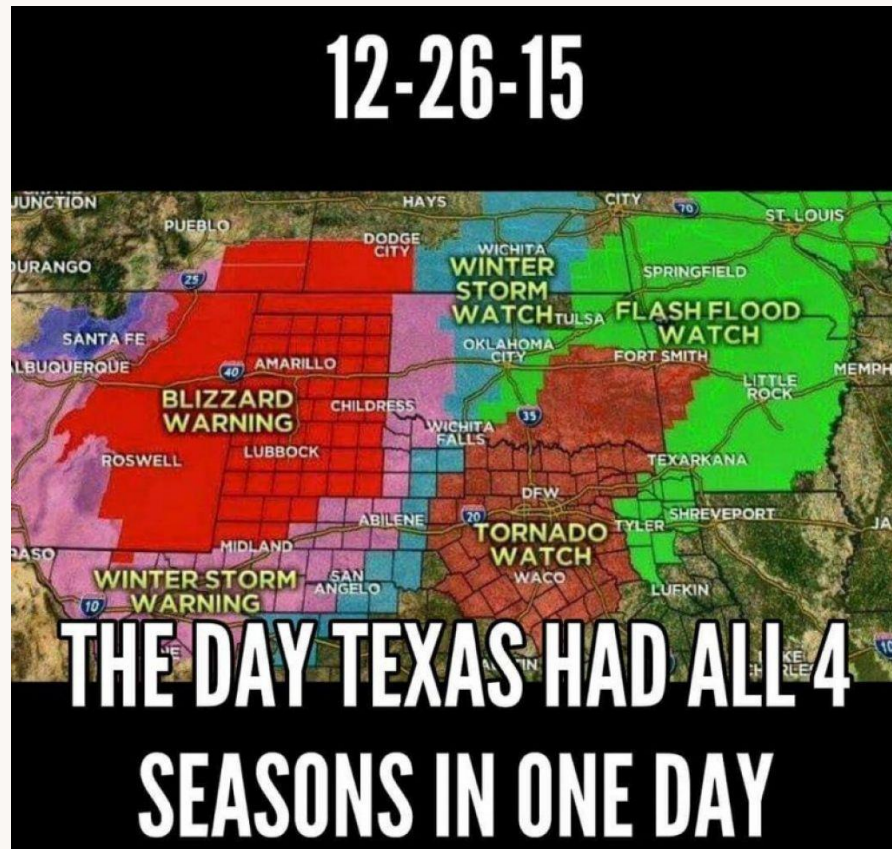 12-26-15
JUNCTION
HAYS
CITY
70
ST. LOUIS
PUEBLO
DODGE
CITY
WICHITA
DURANGO
25
WINTER
STORM
WATCH
SPRINGFIELD
TULSA
FLASH FLOOD
WATCH
SANTA FE
OKLAHOMA
CITY
FORT SMITH
ALBUQUERQUE
40
AMARILLO
LITTLE
ROCK
MEMPH
BLIZZARD
WARNING
CHILDRESS
35
WICHITA
FALLS
ROSWELL
LUBBOCK
TEXARKANA
DFW
ABILENE
20
TORNADO
WATCH
TYLER
SHREVEPORT
JA
PASO
MIDLAND
WACO
WINTER STORM
WARNING
SAN
ANGELO
LUFKIN
10
10
THE DAY TEXAS HAD ALL 4
SEASONS IN ONE DAY